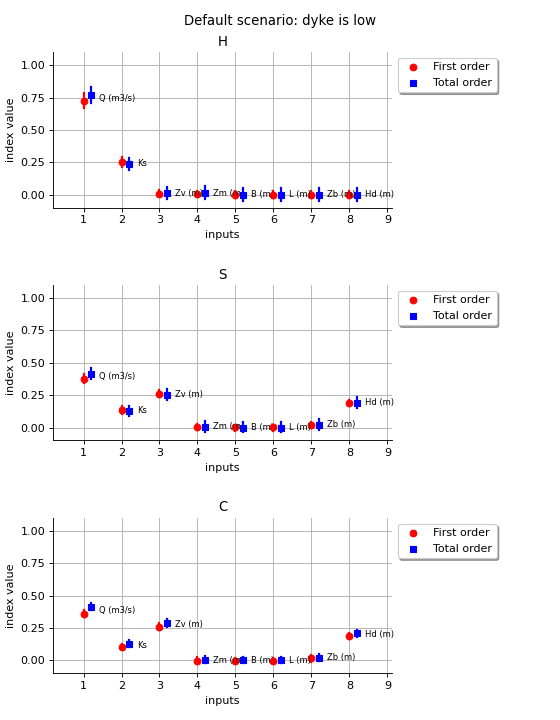 Default scenario: dyke is low
H
index value
1.00
0.75
0.50
0.25
0.00
Q (m3/s)
Ks
Zv (m)
Zm (m)
B (m)
L (m)
Zb (m)
Hd (m)
1 2 3 4 5 6 7 8 9
inputs
First order
Total order
S
index value
1.00
0.75
0.50
0.25
0.00
Q (m3/s)
Ks
Zv (m)
Zm (m)
B (m)
L (m)
Zb (m)
Hd (m)
1 2 3 4 5 6 7 8 9
inputs
First order
Total order
C
index value
1.00
0.75
0.50
0.25
0.00
Q (m3/s)
Ks
Zv (m)
Zm (m)
B (m)
L (m)
Zb (m)
Hd (m)
1 2 3 4 5 6 7 8 9
inputs
First order
Total order